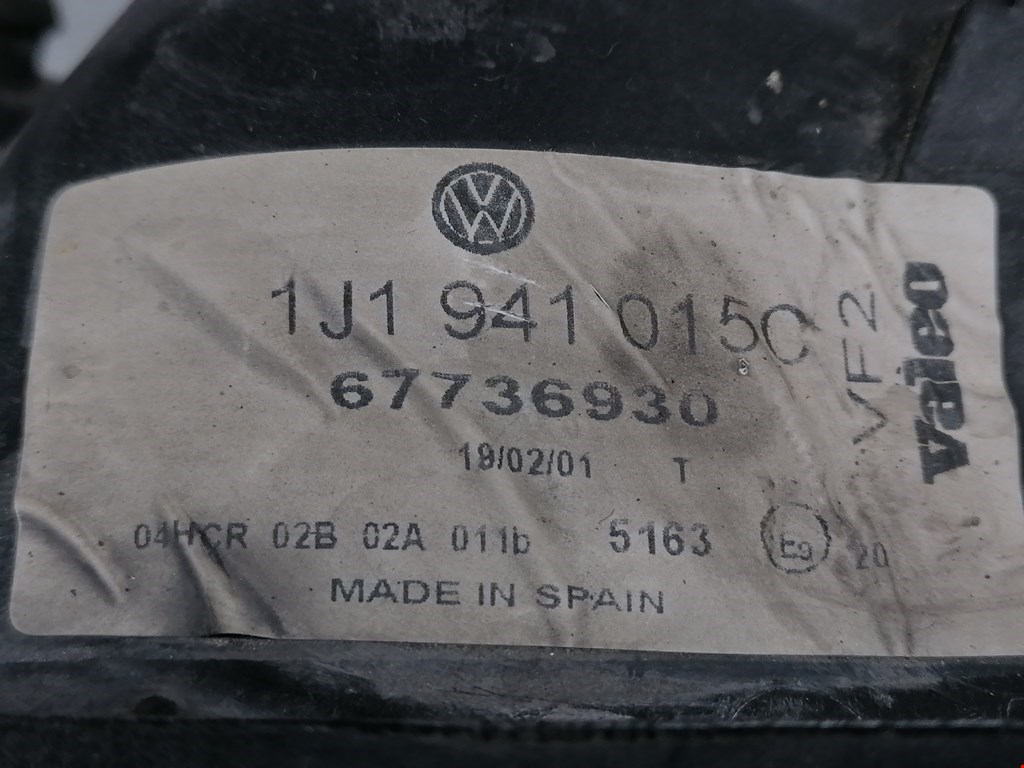 1J1 941 015C
67736930
19/02/01 T
04HCR 02B 02A 011b 5163 E9 20
MADE IN SPAIN
VF2
Valeo